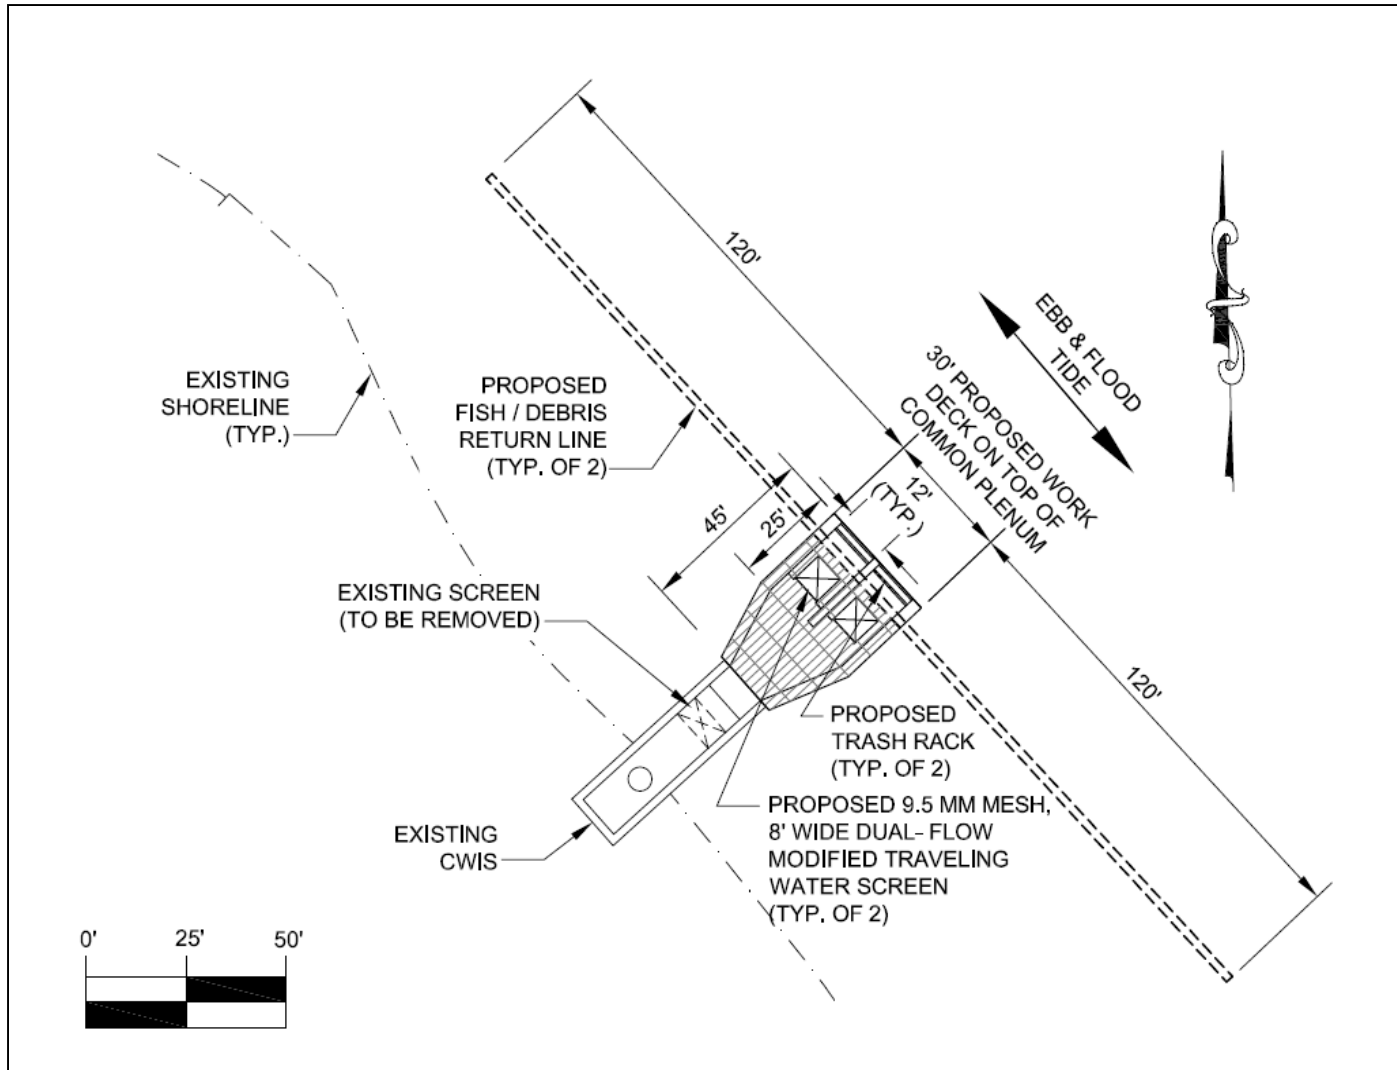 120'
EBB & FLOOD
TIDE
30' PROPOSED WORK
DECK ON TOP OF
COMMON PLENUM
EXISTING
SHORELINE
(TYP.)
PROPOSED
FISH / DEBRIS
RETURN LINE
(TYP. OF 2)
45'
25'
12'
(TYP.)
EXISTING SCREEN
(TO BE REMOVED)
120'
PROPOSED
TRASH RACK
(TYP. OF 2)
PROPOSED 9.5 MM MESH,
8' WIDE DUAL- FLOW
MODIFIED TRAVELING
WATER SCREEN
(TYP. OF 2)
EXISTING
CWIS
0' 25' 50'